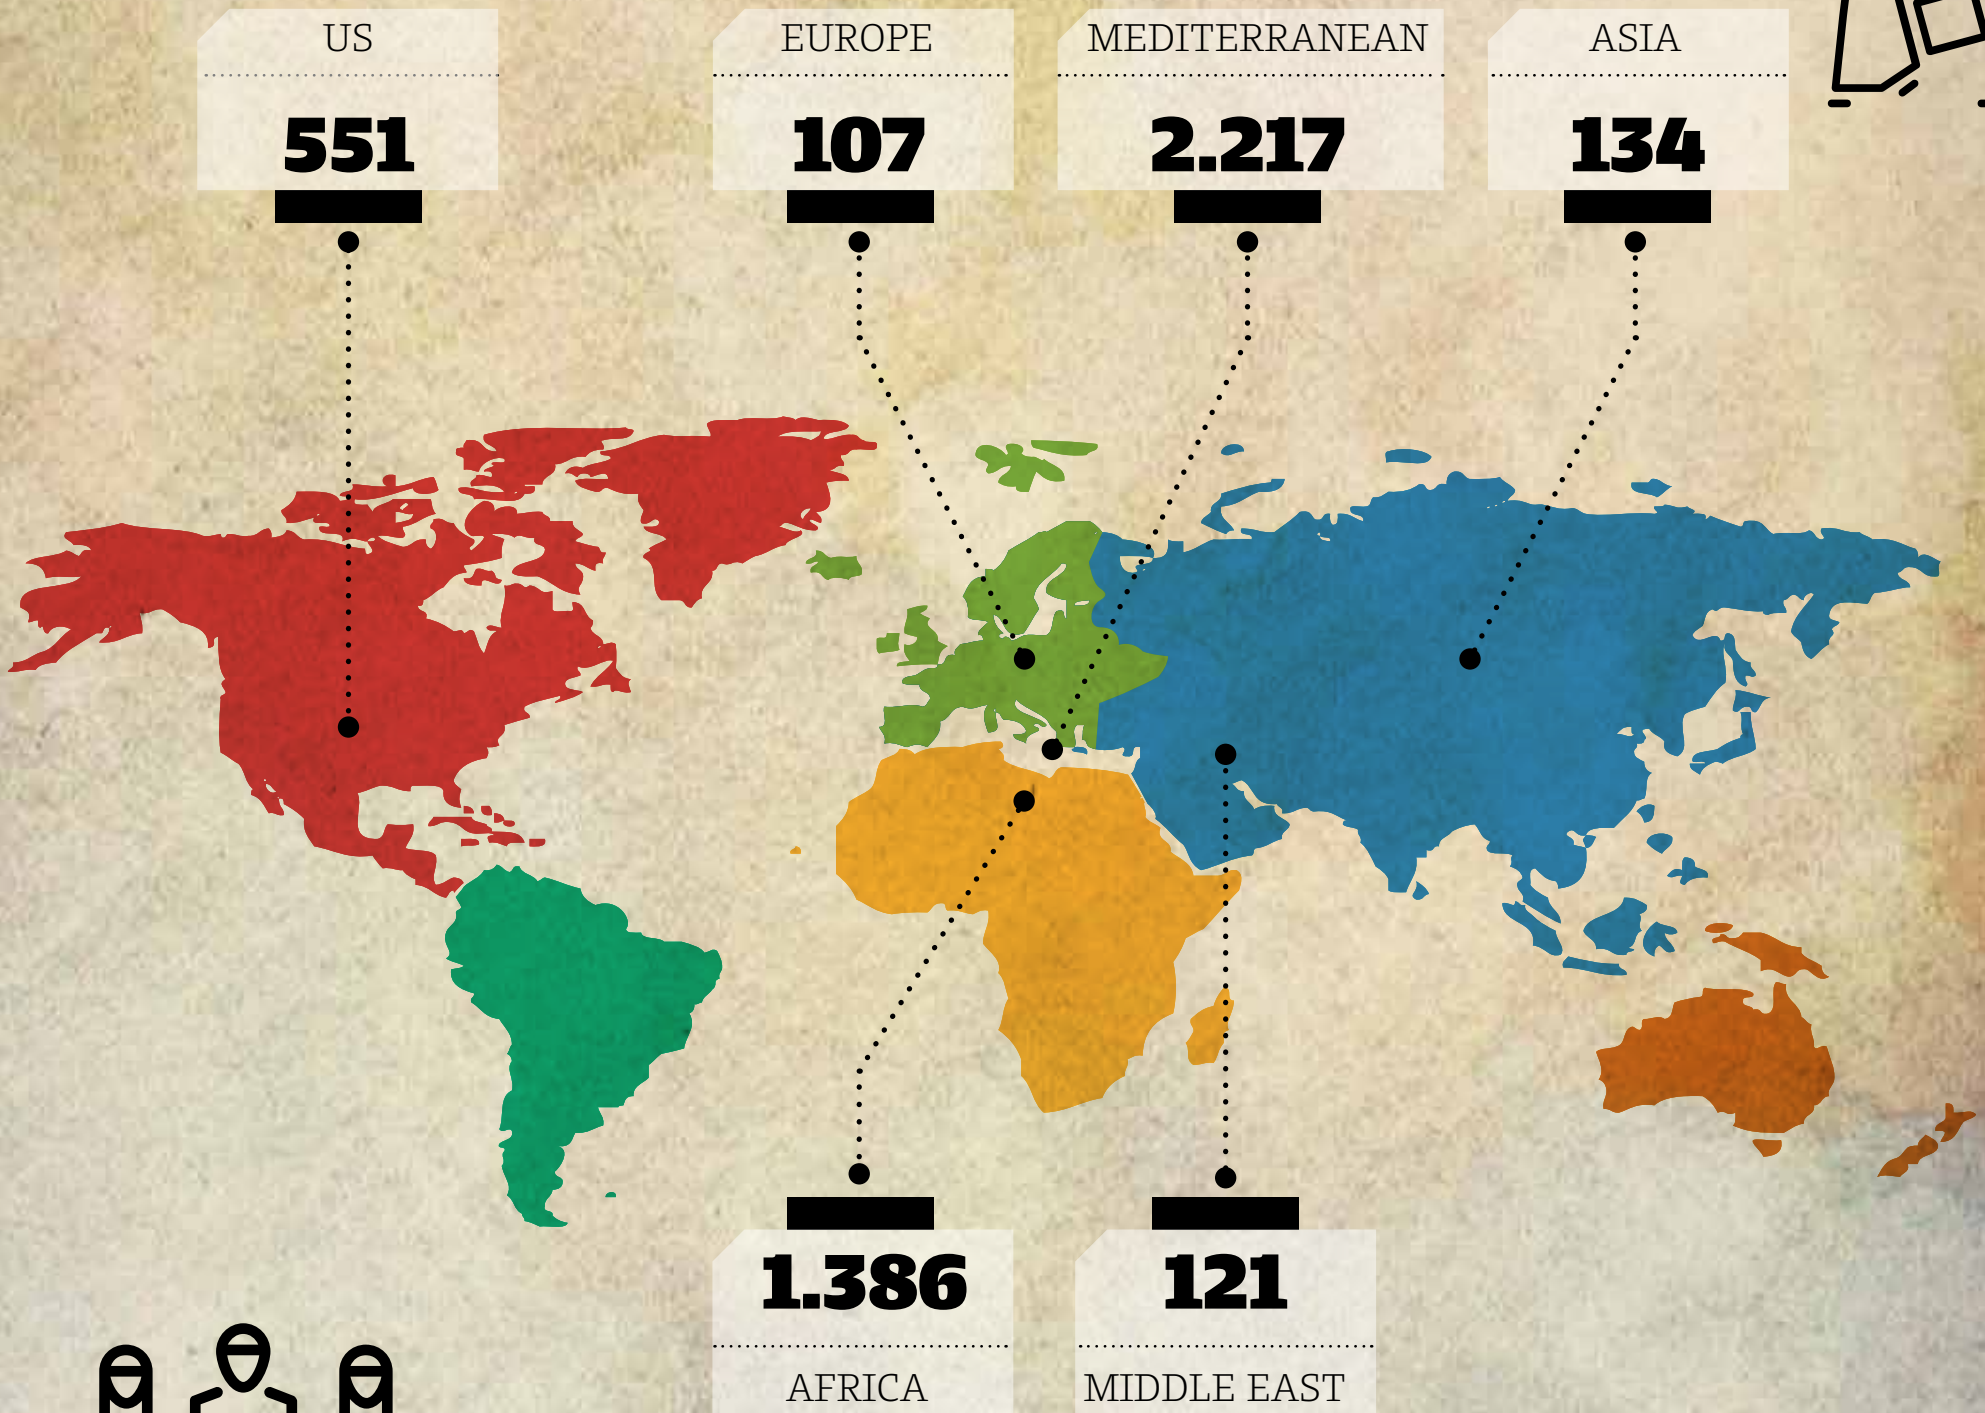 US
551
EUROPE
107
MEDITERRANEAN
2.217
ASIA
134
1.386
AFRICA
121
MIDDLE EAST